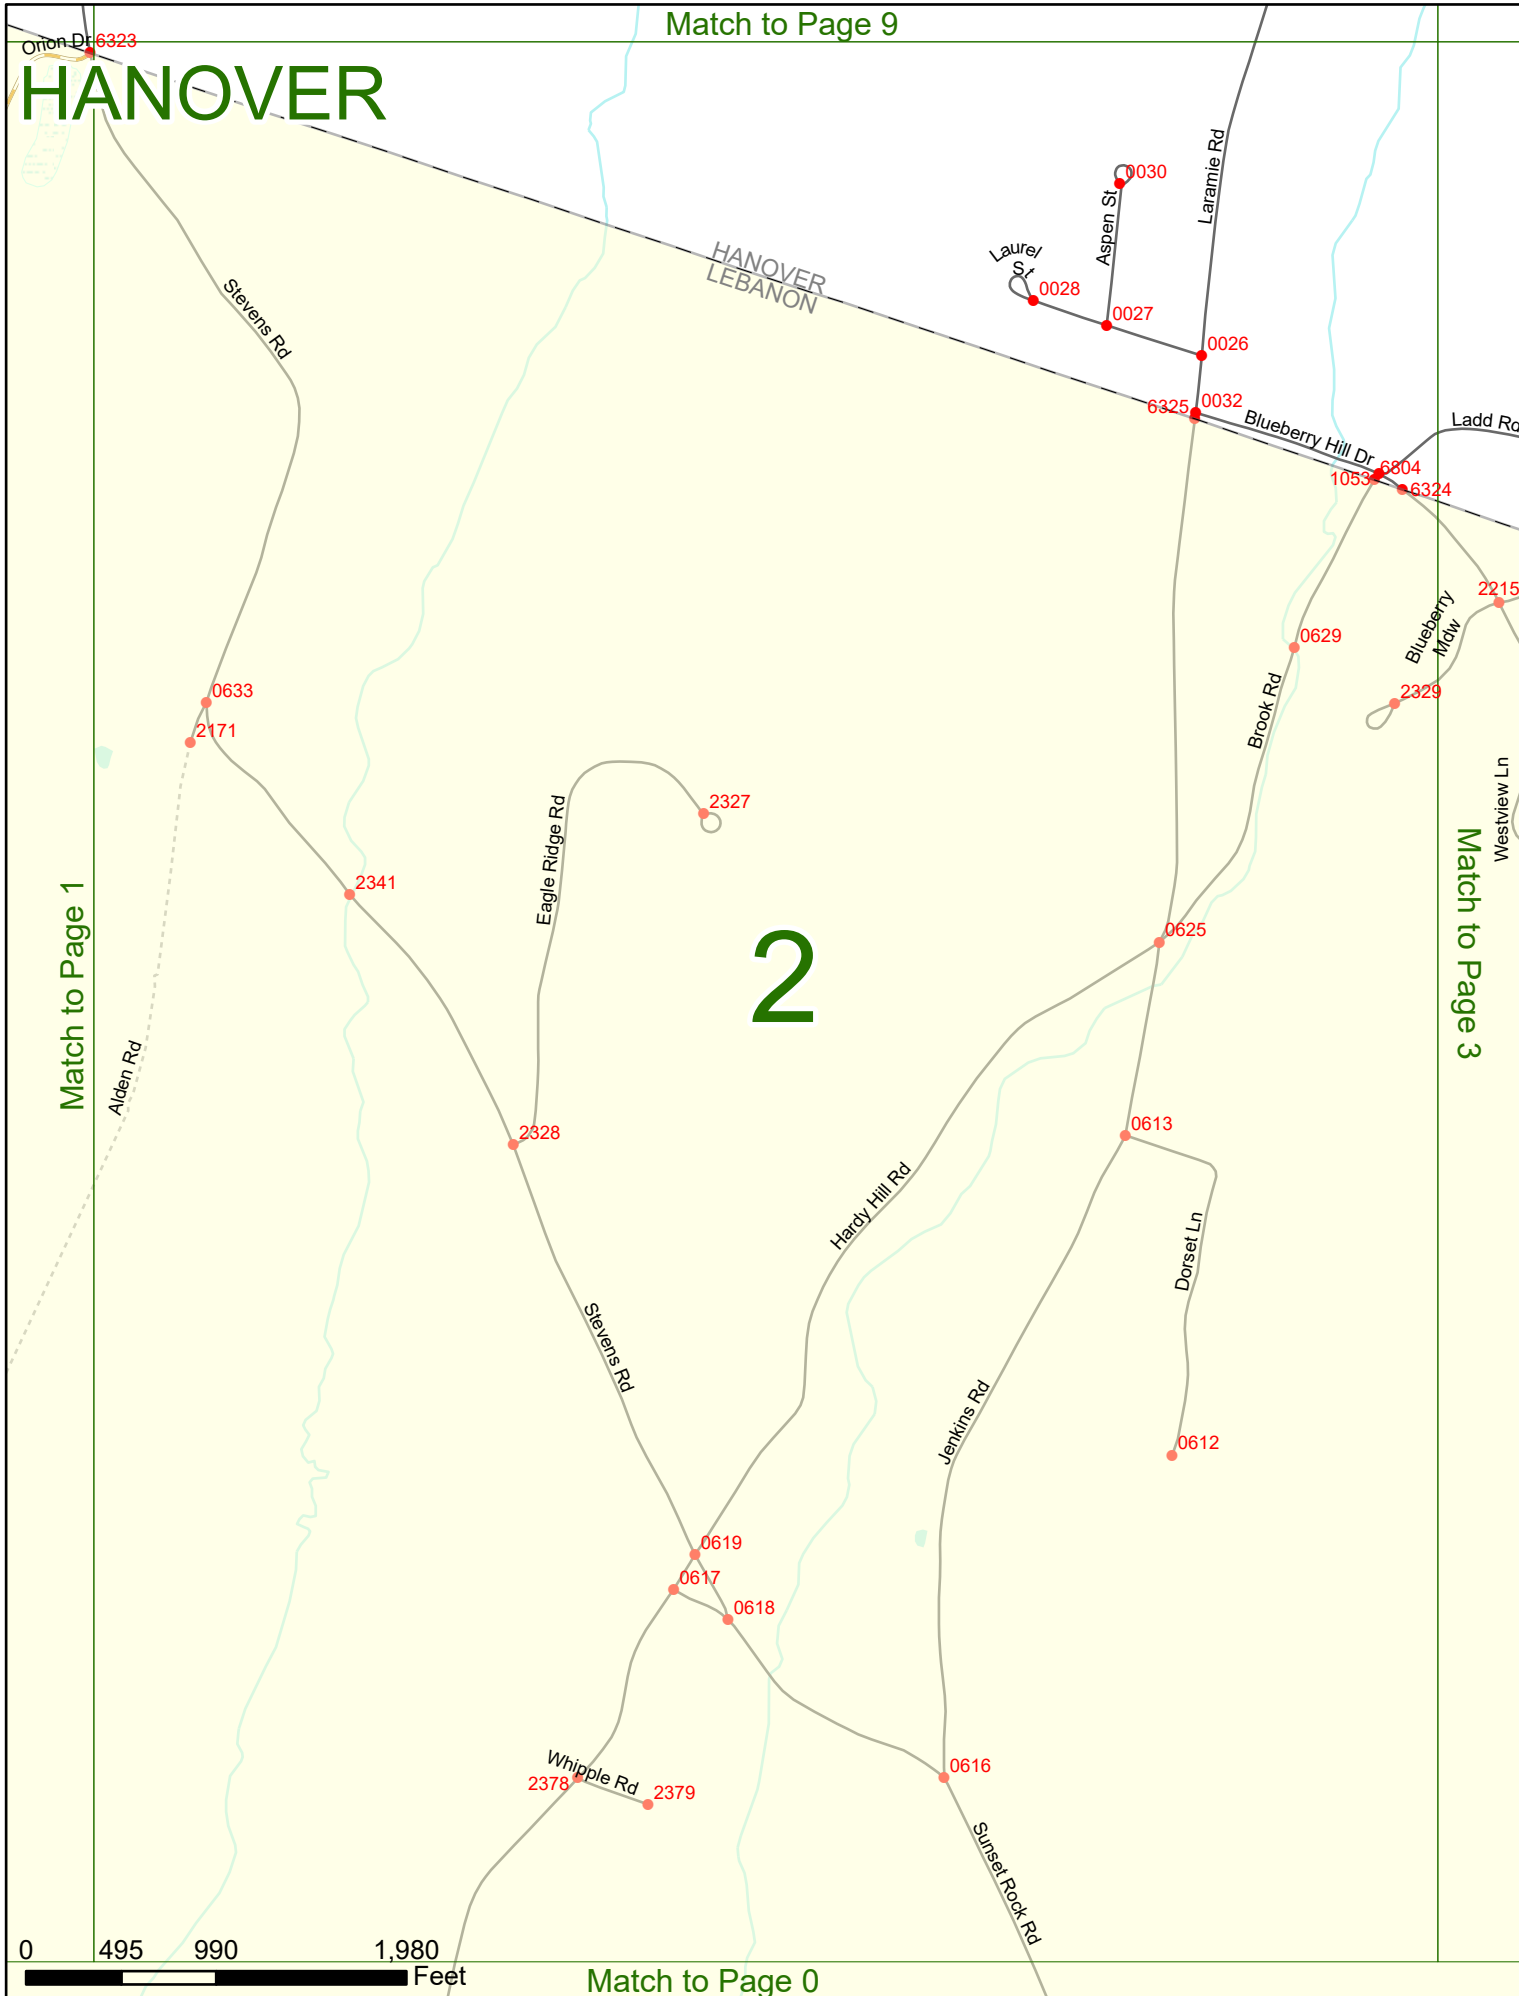 Match to Page 9
Orion Dr
6323
HANOVER
Laramie Rd
0030
Aspen St
Laurel
St
HANOVER
LEBANON
0028
0027
Stevens Rd
0026
0032
6325
Blueberry Hill Dr
Ladd Rd
6804
1053
6324
2215
Blueberry
Mdw
0629
0633
2329
Brook Rd
2171
Westview Ln
2327
Eagle Ridge Rd
Match to Page 1
Match to Page 3
2341
2
0625
Alden Rd
2328
0613
Hardy Hill Rd
Dorset Ln
Stevens Rd
Jenkins Rd
0612
0619
0617
0618
Whipple Rd
2378
2379
0616
Sunset Rock Rd
0 495 990 1,980
Feet
Match to Page 0